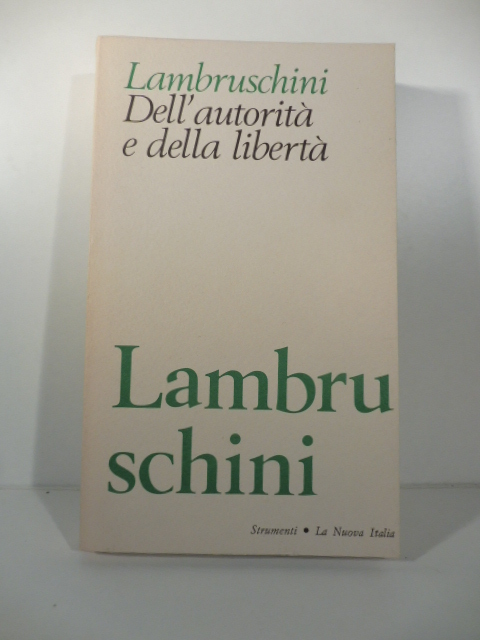 Lambruschini
Dell'autorità
e della libertà
Lambru
schini
Strumenti • La Nuova Italia